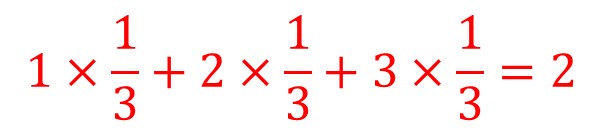 1 × 1/3 + 2 × 1/3 + 3 × 1/3 = 2